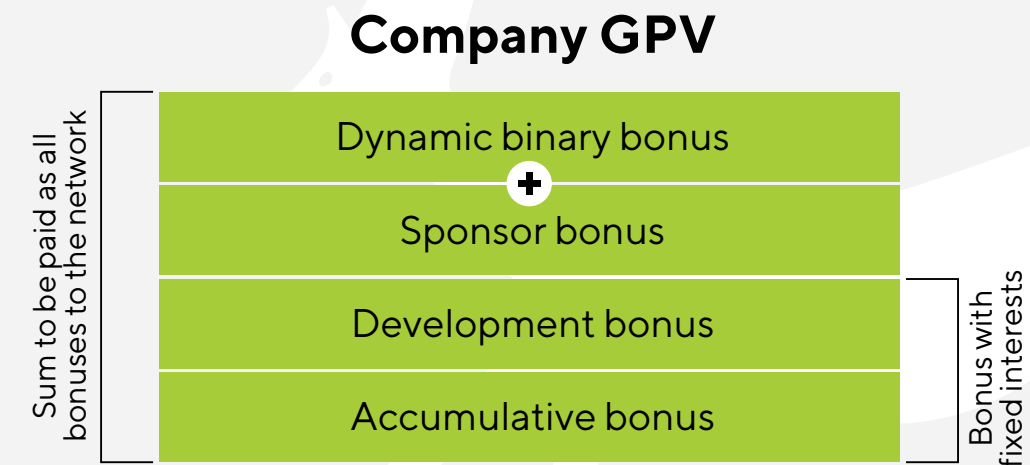 Company GPV
Sum to be paid as all
bonuses to the network
Dynamic binary bonus
+
Sponsor bonus
Development bonus
Accumulative bonus
Bonus with
fixed interests